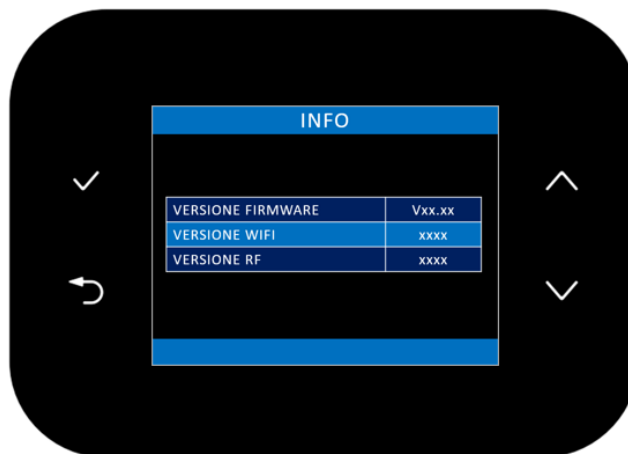 INFO
VERSIONE FIRMWARE Vxx.xx
VERSIONE WIFI xxxx
VERSIONE RF xxxx